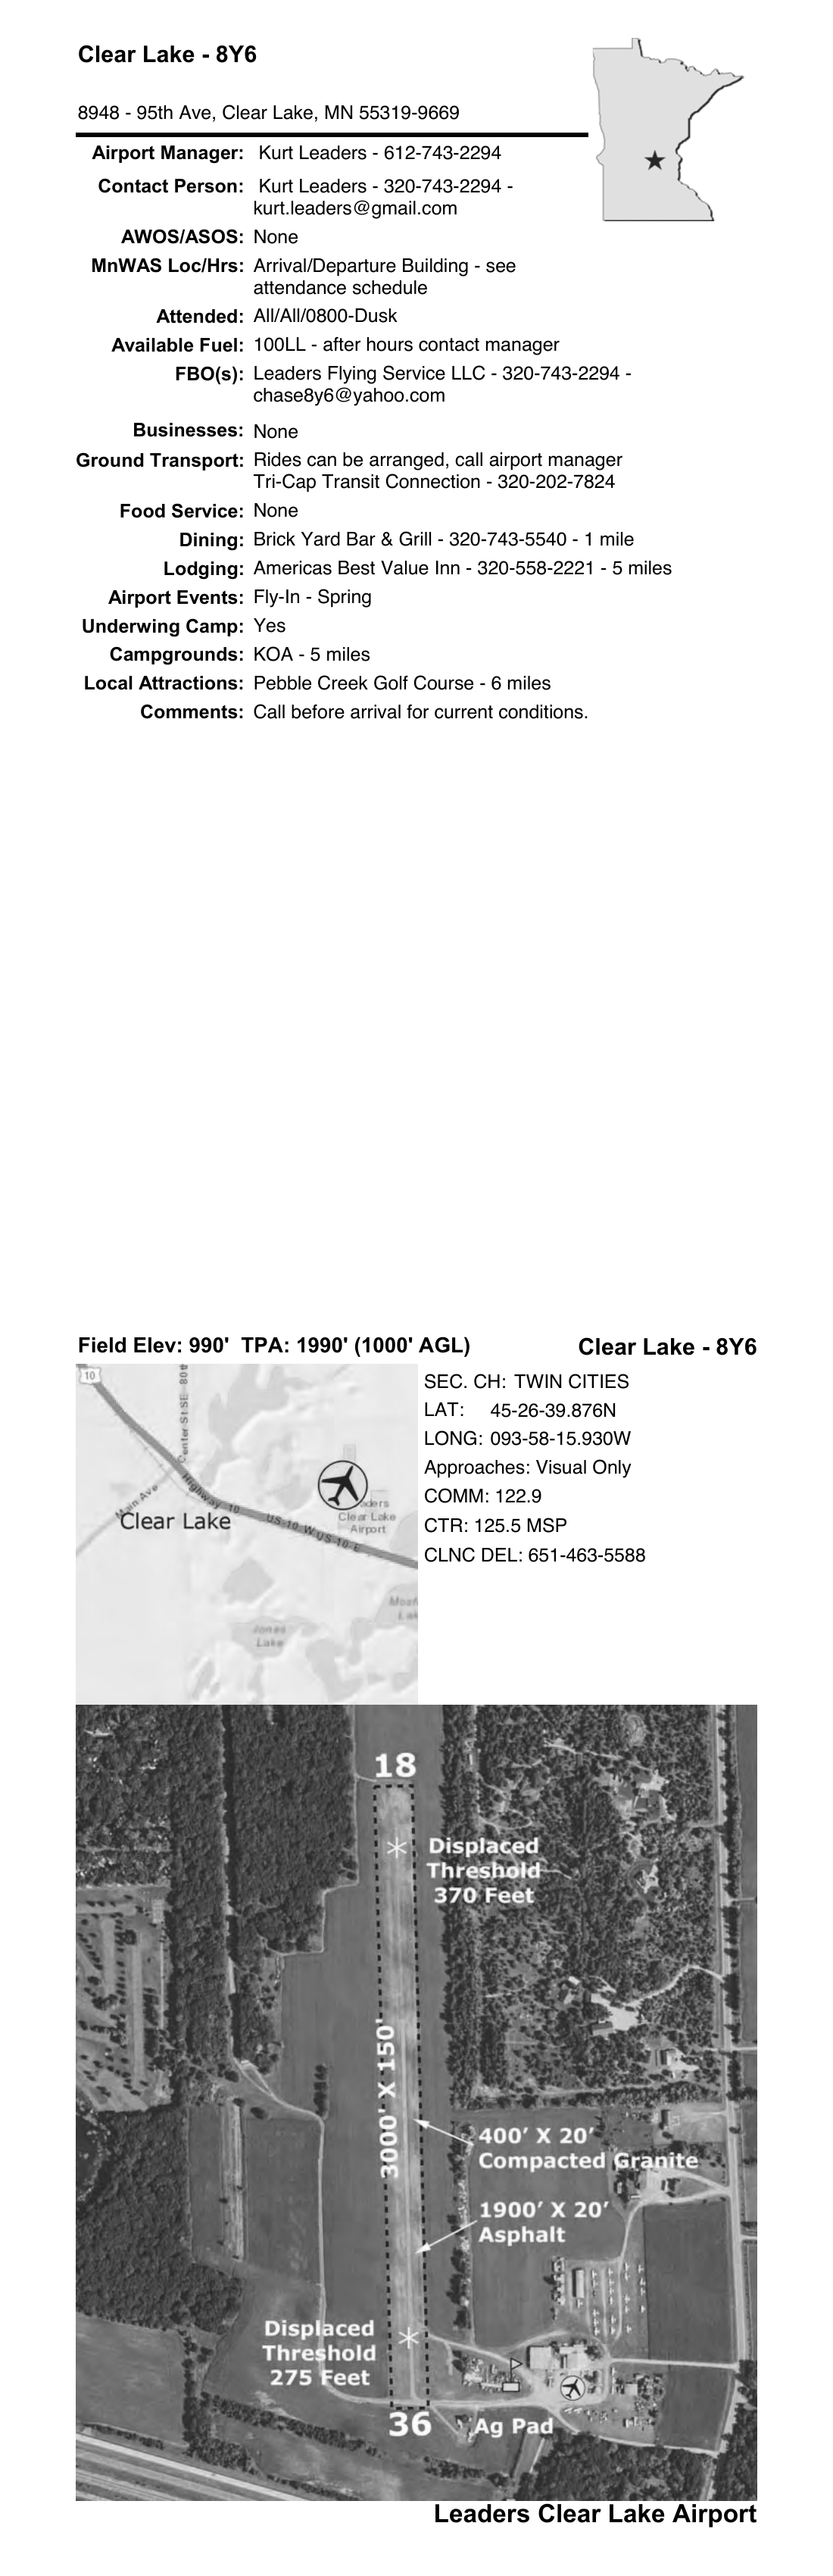 Clear Lake - 8Y6
8948 - 95th Ave, Clear Lake, MN 55319-9669
Airport Manager: Kurt Leaders - 612-743-2294
Contact Person: Kurt Leaders - 320-743-2294 -
kurt.leaders@gmail.com
AWOS/ASOS: None
MnWAS Loc/Hrs: Arrival/Departure Building - see
attendance schedule
Attended: All/All/0800-Dusk
Available Fuel: 100LL - after hours contact manager
FBO(s): Leaders Flying Service LLC - 320-743-2294 -
chase8y6@yahoo.com
Businesses: None
Ground Transport: Rides can be arranged, call airport manager
Tri-Cap Transit Connection - 320-202-7824
Food Service: None
Dining: Brick Yard Bar & Grill - 320-743-5540 - 1 mile
Lodging: Americas Best Value Inn - 320-558-2221 - 5 miles
Airport Events: Fly-In - Spring
Underwing Camp: Yes
Campgrounds: KOA - 5 miles
Local Attractions: Pebble Creek Golf Course - 6 miles
Comments: Call before arrival for current conditions.
Field Elev: 990' TPA: 1990' (1000' AGL)
Clear Lake - 8Y6
10
Center St SE
Main Ave
Highway 10
US-10-W US-10-E
Clear Lake
Clear Lake
Airport
Jones
Lake
SEC. CH: TWIN CITIES
LAT: 45-26-39.876N
LONG: 093-58-15.930W
Approaches: Visual Only
COMM: 122.9
CTR: 125.5 MSP
CLNC DEL: 651-463-5588
18
Displaced
Threshold
370 Feet
3000' X 150'
400' X 20'
Compacted Granite
1900' X 20'
Asphalt
Displaced
Threshold
275 Feet
36
Ag Pad
Leaders Clear Lake Airport